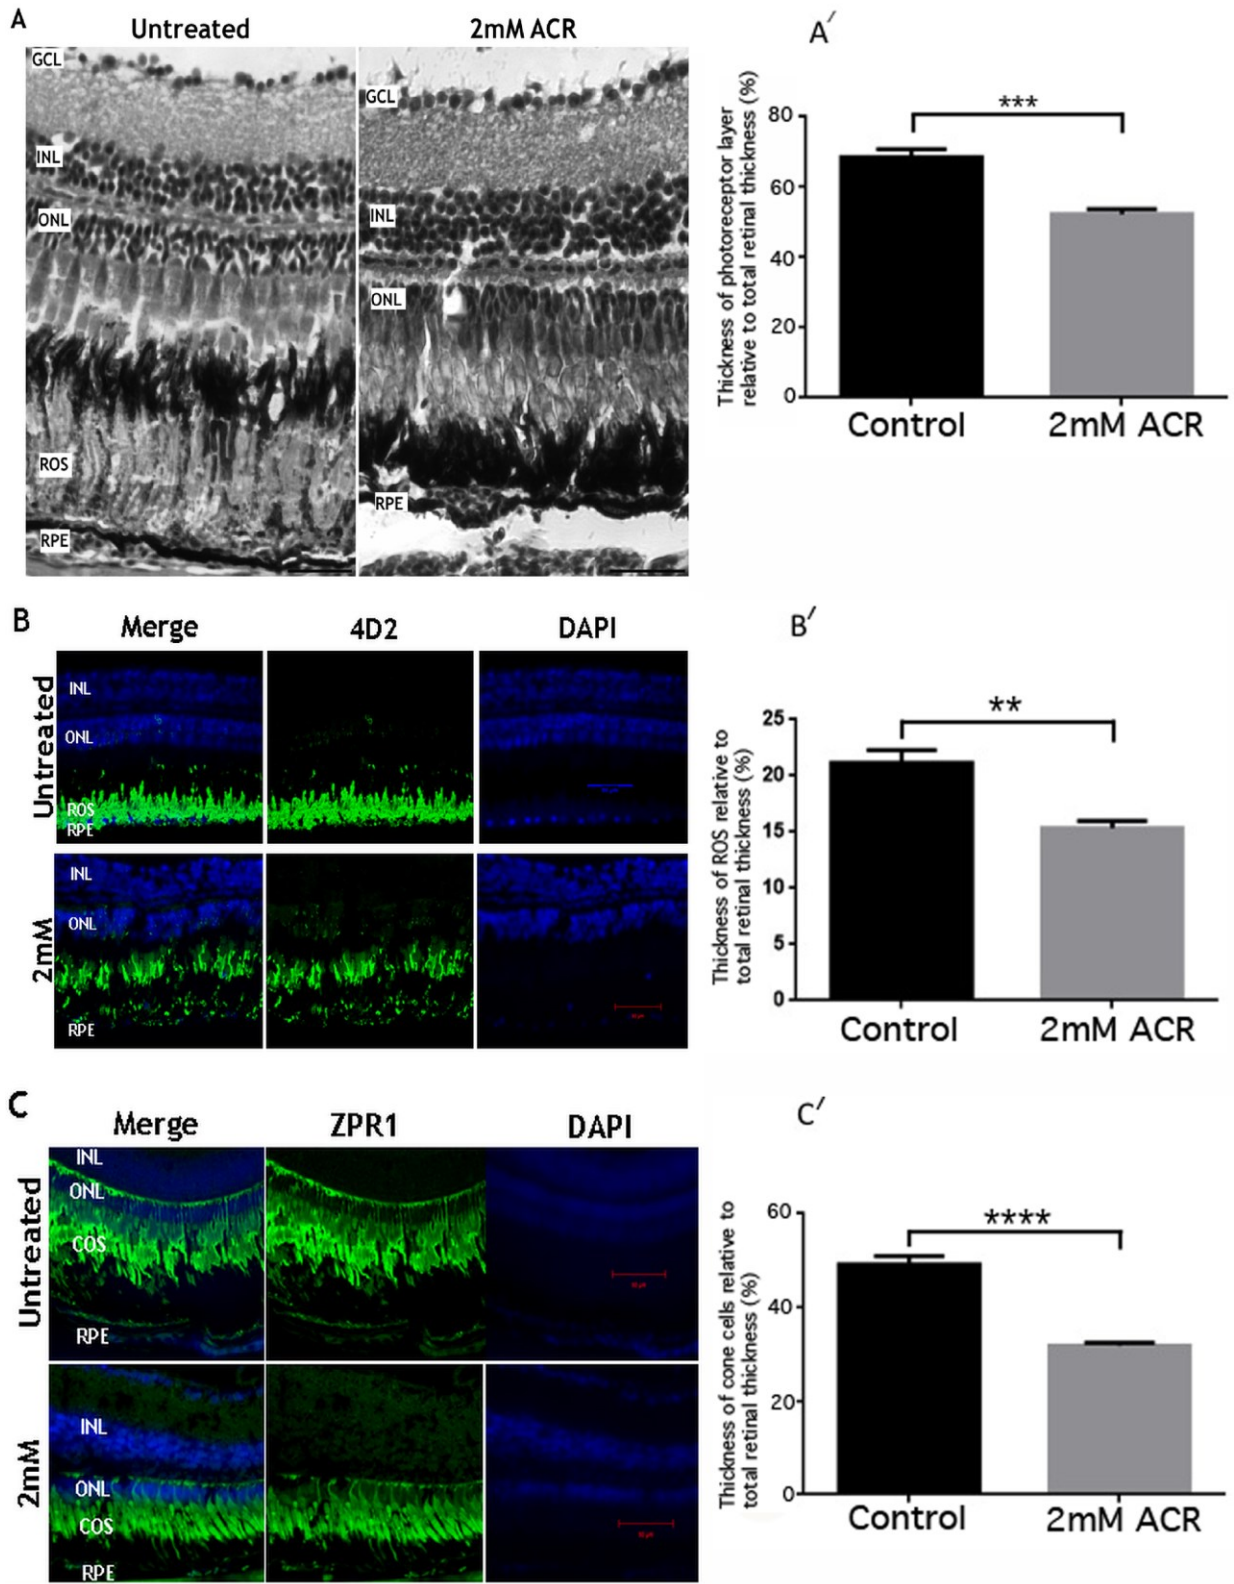 A
Untreated
2mM ACR
GCL
INL
ONL
ROS
RPE
GCL
INL
ONL
RPE
A′
Thickness of photoreceptor layer
relative to total retinal thickness (%)
80
60
40
20
0
***
Control
2mM ACR
B
Merge
4D2
DAPI
Untreated
INL
ONL
ROS
RPE
2mM
INL
ONL
RPE
B′
Thickness of ROS relative to
total retinal thickness (%)
25
20
15
10
5
0
**
Control
2mM ACR
C
Merge
ZPR1
DAPI
Untreated
INL
ONL
COS
RPE
2mM
INL
ONL
COS
RPE
C′
Thickness of cone cells relative to
total retinal thickness (%)
60
40
20
0
****
Control
2mM ACR